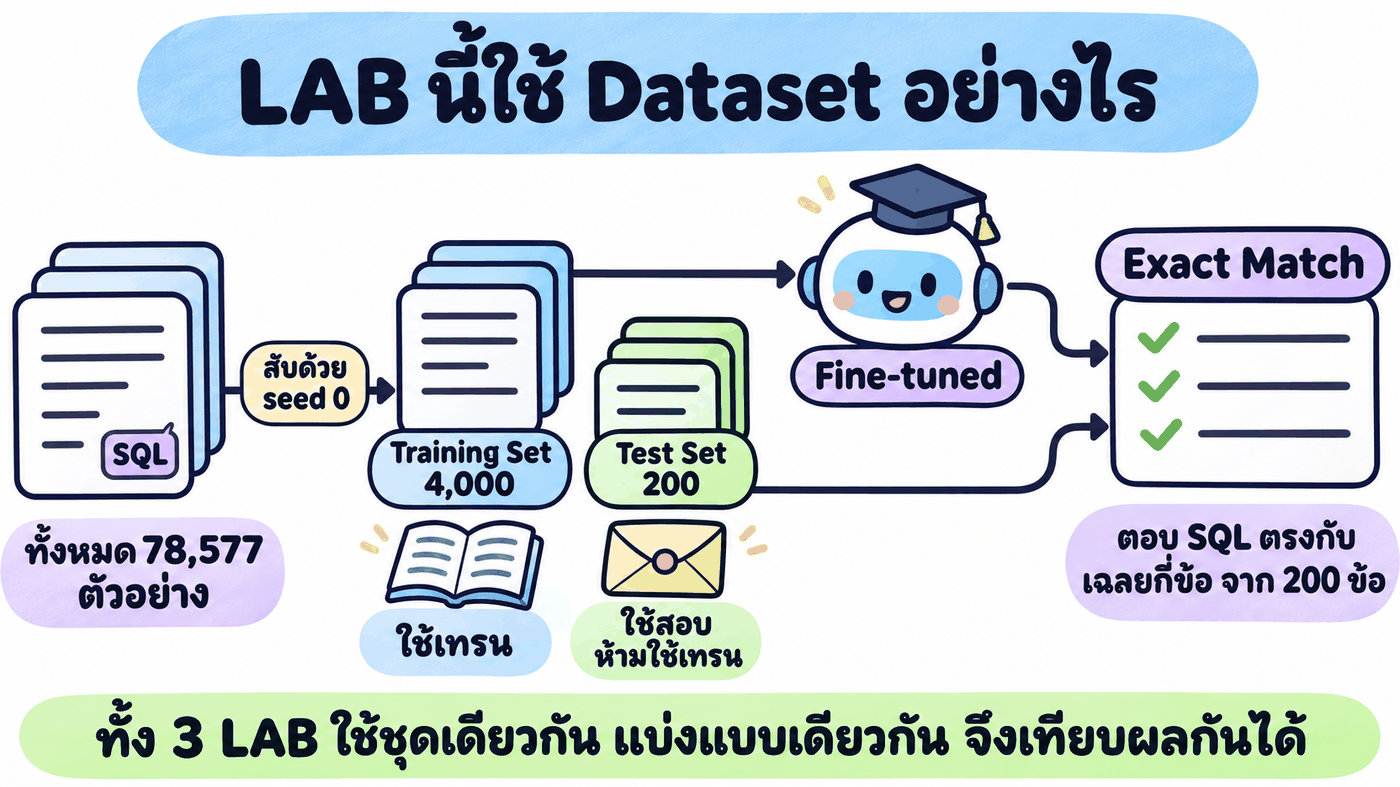 LAB นี้ใช้ Dataset อย่างไร
SQL
ทั้งหมด 78,577
ตัวอย่าง
สับด้วย
seed 0
Training Set
4,000
ใช้เทรน
Test Set
200
ใช้สอบ
ห้ามใช้เทรน
Fine-tuned
Exact Match
ตอบ SQL ตรงกับ
เฉลยกี่ข้อ จาก 200 ข้อ
ทั้ง 3 LAB ใช้ชุดเดียวกัน แบ่งแบบเดียวกัน จึงเทียบผลกันได้